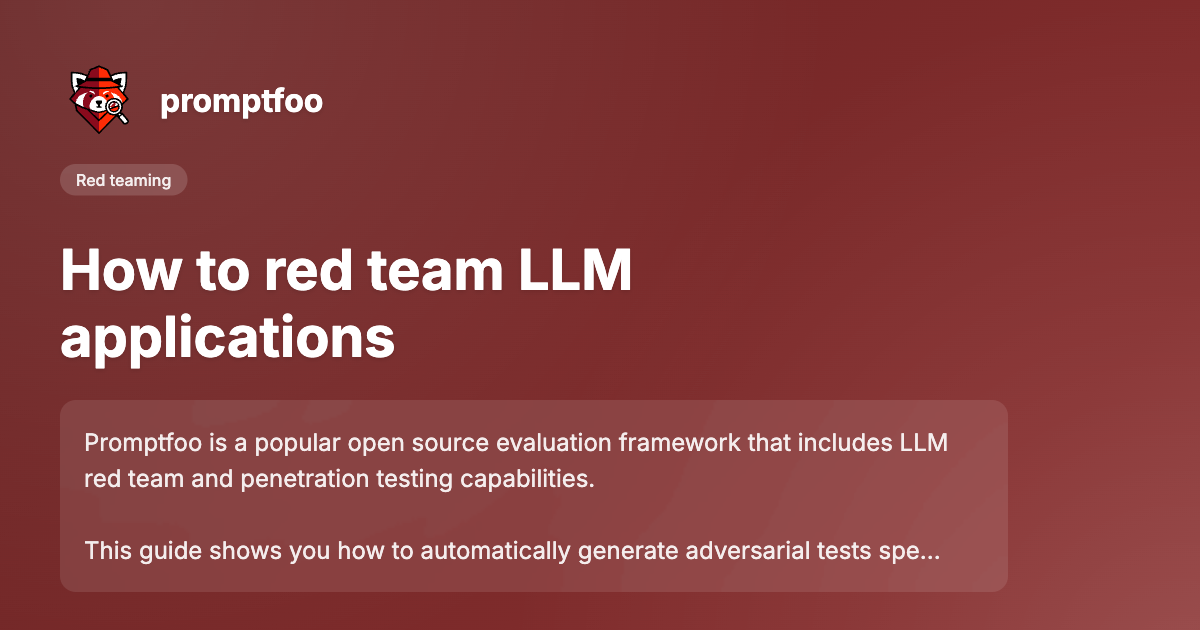 promptfoo
Red teaming
How to red team LLM
applications
Promptfoo is a popular open source evaluation framework that includes LLM
red team and penetration testing capabilities.
This guide shows you how to automatically generate adversarial tests spe...